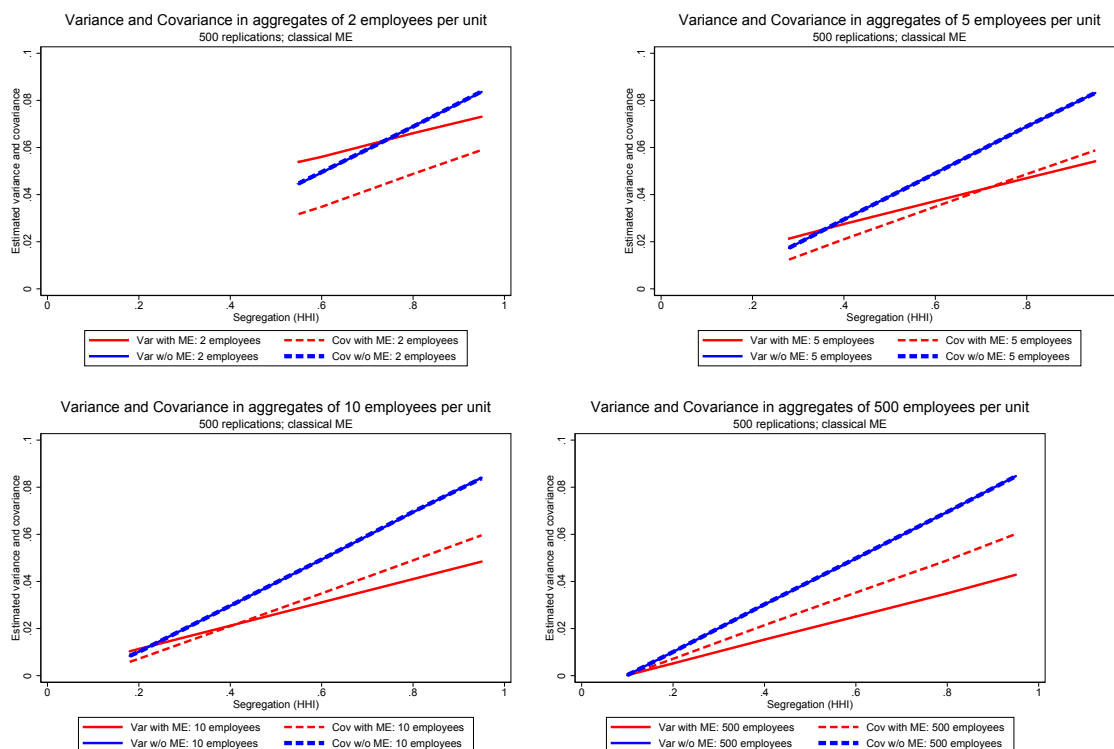 Variance and Covariance in aggregates of 2 employees per unit
500 replications; classical ME
Estimated variance and covariance
0 .02 .04 .06 .08 .1
0 .2 .4 .6 .8 1
Segregation (HHI)
Var with ME: 2 employees Cov with ME: 2 employees
Var w/o ME: 2 employees Cov w/o ME: 2 employees
Variance and Covariance in aggregates of 5 employees per unit
500 replications; classical ME
Estimated variance and covariance
0 .02 .04 .06 .08 .1
0 .2 .4 .6 .8
Segregation (HHI)
Var with ME: 5 employees Cov with ME: 5 employees
Var w/o ME: 5 employees Cov w/o ME: 5 employees
Variance and Covariance in aggregates of 10 employees per unit
500 replications; classical ME
Estimated variance and covariance
0 .02 .04 .06 .08 .1
0 .2 .4 .6 .8 1
Segregation (HHI)
Var with ME: 10 employees Cov with ME: 10 employees
Var w/o ME: 10 employees Cov w/o ME: 10 employees
Variance and Covariance in aggregates of 500 employees per unit
500 replications; classical ME
Estimated variance and covariance
0 .02 .04 .06 .08 .1
0 .2 .4 .6 .8 1
Segregation (HHI)
Var with ME: 500 employees Cov with ME: 500 employees
Var w/o ME: 500 employees Cov w/o ME: 500 employees